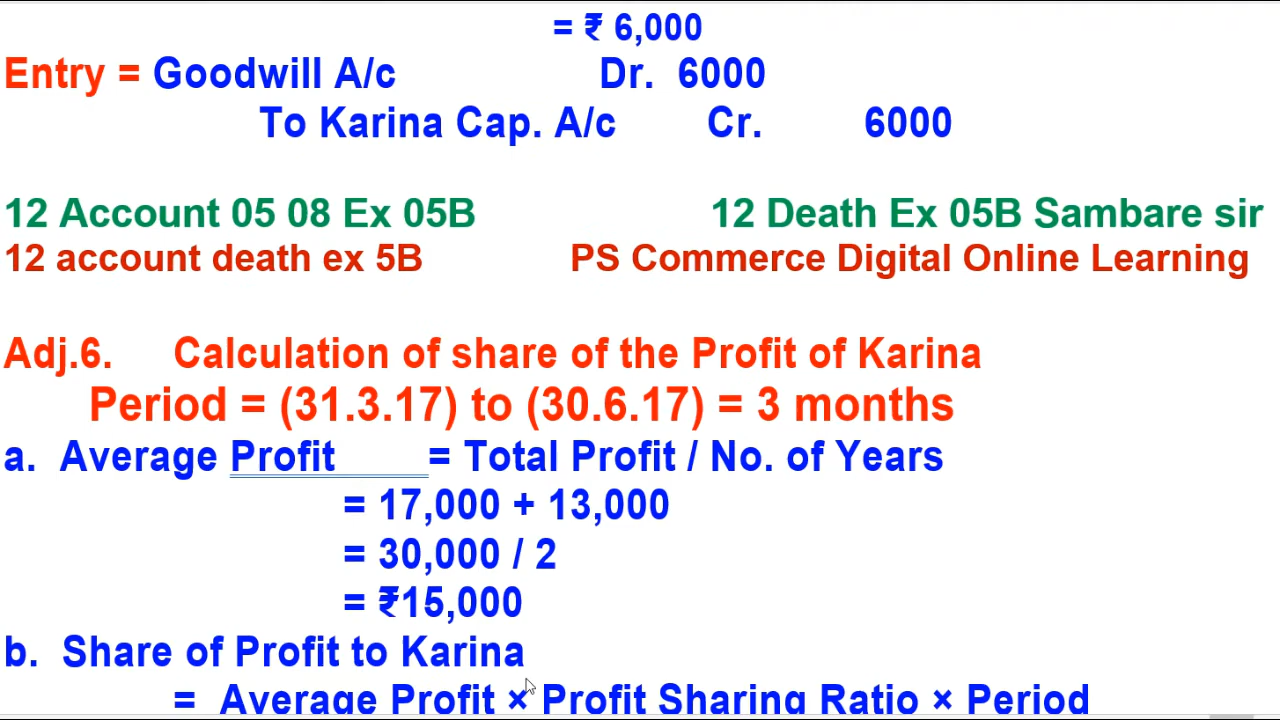 = ₹ 6,000
Entry = Goodwill A/c Dr. 6000
To Karina Cap. A/c Cr. 6000
12 Account 05 08 Ex 05B 12 Death Ex 05B Sambare sir
12 account death ex 5B PS Commerce Digital Online Learning
Adj.6. Calculation of share of the Profit of Karina
Period = (31.3.17) to (30.6.17) = 3 months
a. Average Profit = Total Profit / No. of Years
= 17,000 + 13,000
= 30,000 / 2
= ₹15,000
b. Share of Profit to Karina
= Average Profit × Profit Sharing Ratio × Period